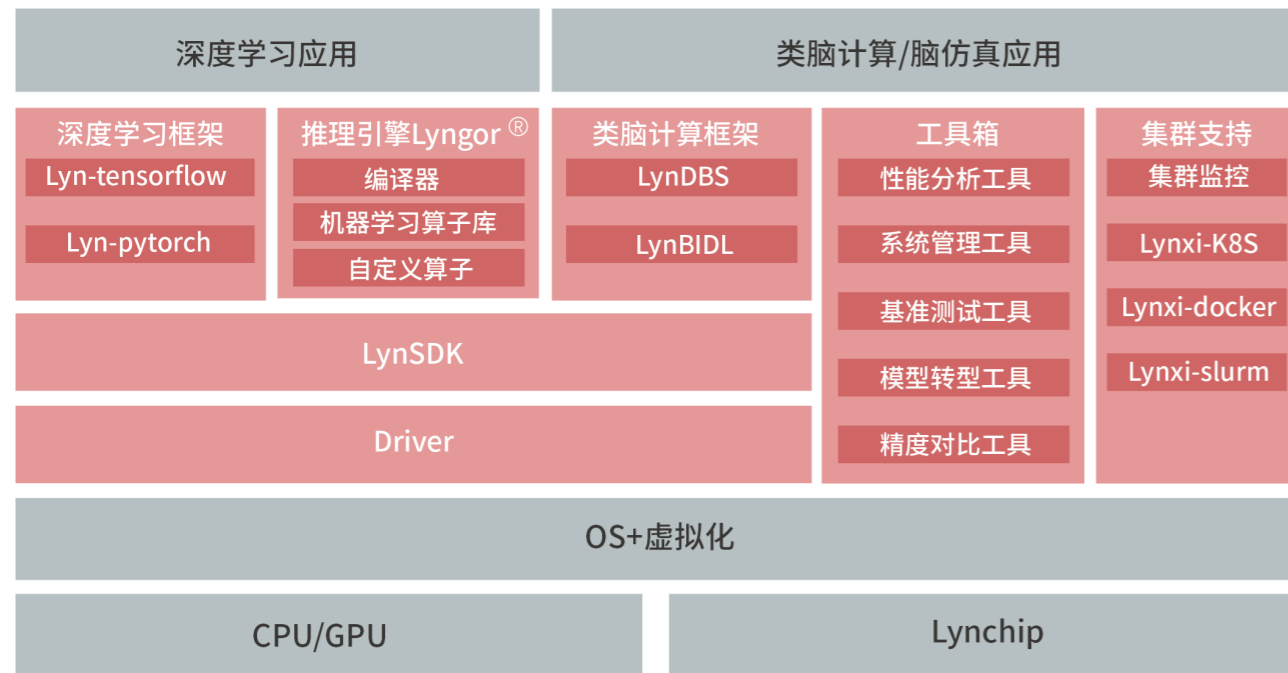 深度学习应用
类脑计算/脑仿真应用
深度学习框架
Lyn-tensorflow
Lyn-pytorch
推理引擎Lyngor®
编译器
机器学习算子库
自定义算子
类脑计算框架
LynDBS
LynBIDL
工具箱
性能分析工具
系统管理工具
基准测试工具
模型转型工具
精度对比工具
集群支持
集群监控
Lynxi-K8S
Lynxi-docker
Lynxi-slurm
LynSDK
Driver
OS+虚拟化
CPU/GPU
Lynchip